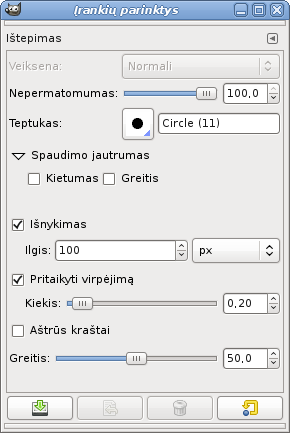 Įrankių parinktys
Ištepimas
Veiksena: Normali
Nepermatomumas: 100,0
Teptukas: Circle (11)
Spaudimo jautrumas
Kietumas Greitis
Išnykimas
Ilgis: 100 px
Pritaikyti virpėjimą
Kiekis: 0,20
Aštrūs kraštai
Greitis: 50,0